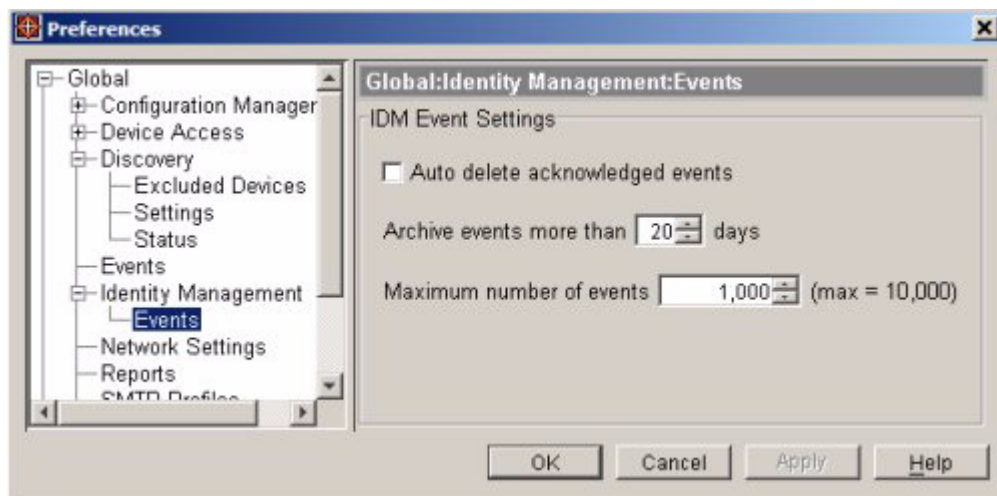 Preferences
Global
Configuration Manager
Device Access
Discovery
Excluded Devices
Settings
Status
Events
Identity Management
Events
Network Settings
Reports
SMTP Profiles
Global:Identity Management:Events
IDM Event Settings
Auto delete acknowledged events
Archive events more than 20 days
Maximum number of events 1,000 (max = 10,000)
OK Cancel Apply Help